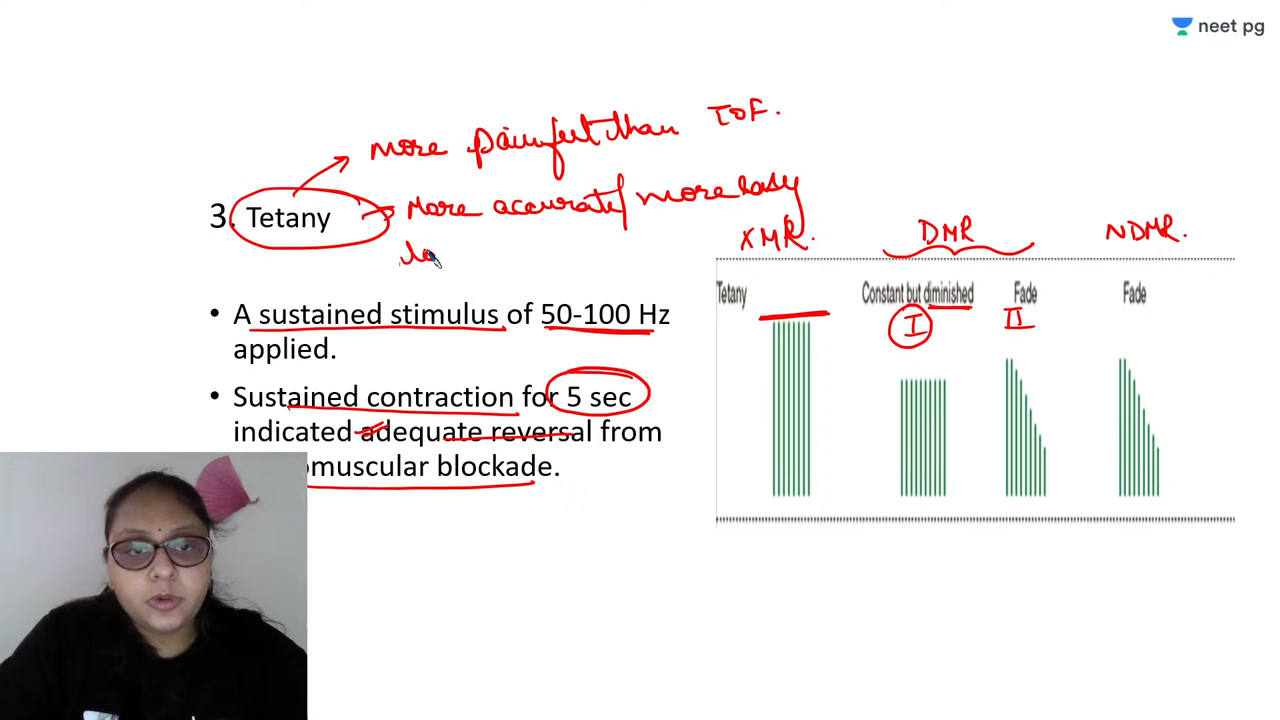 neet pg
more painful than TOF.
3. Tetany
more accurate/ more easy
XMR.
DMR
NDMR.
Tetany
Constant but diminished
Fade
Fade
I
II
• A sustained stimulus of 50-100 Hz
applied.
• Sustained contraction for 5 sec
indicated adequate reversal from
omuscular blockade.